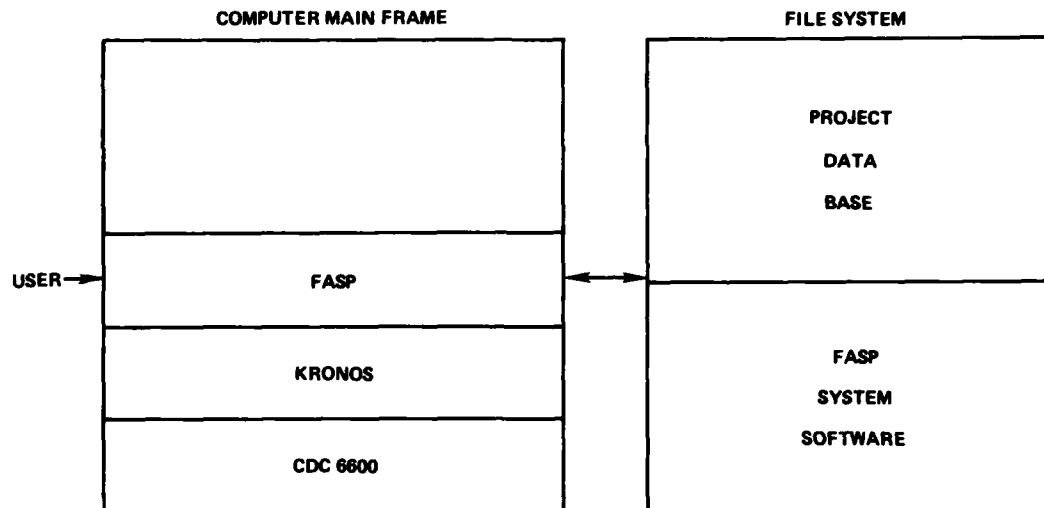 COMPUTER MAIN FRAME
FILE SYSTEM
PROJECT
DATA
BASE
USER
FASP
KRONOS
CDC 6600
FASP
SYSTEM
SOFTWARE